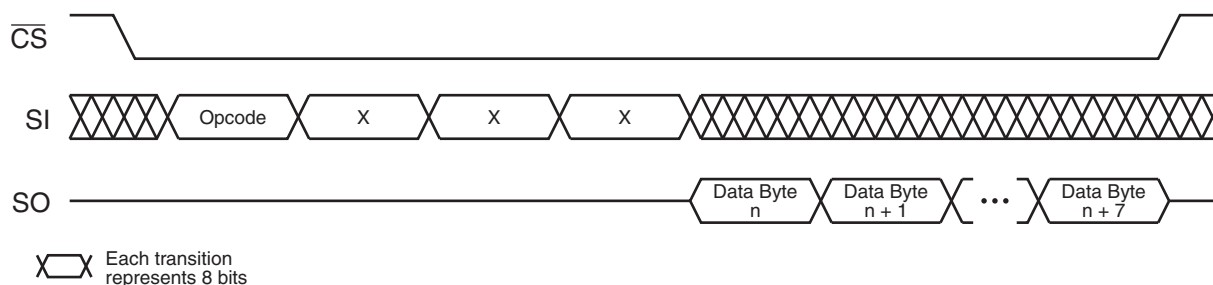 CS
SI
Opcode
X
X
X
SO
Data Byte
n
Data Byte
n + 1
•••
Data Byte
n + 7
Each transition
represents 8 bits